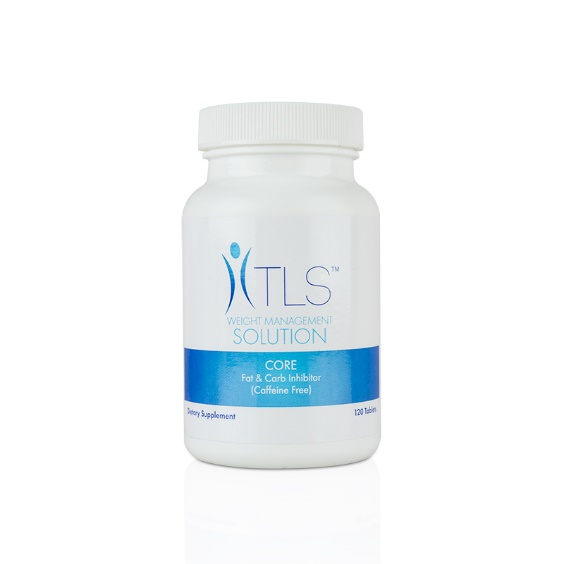 TLS™
WEIGHT MANAGEMENT
SOLUTION
CORE
Fat & Carb Inhibitor
(Caffeine Free)
Dietary Supplement 120 Tablets